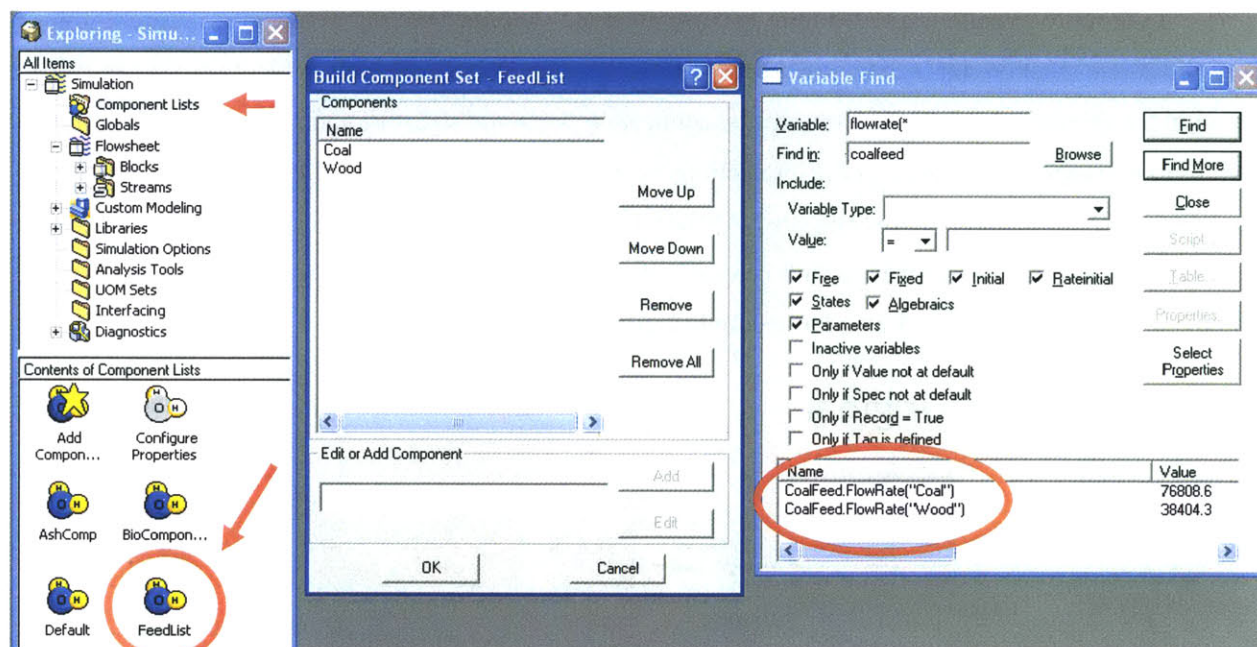 Exploring - Simu...
All Items
Simulation
Component Lists
Globals
Flowsheet
Blocks
Streams
Custom Modeling
Libraries
Simulation Options
Analysis Tools
UOM Sets
Interfacing
Diagnostics
Contents of Component Lists
Add
Compon...
Configure
Properties
AshComp
BioCompon...
Default
FeedList
Build Component Set - FeedList
Components
Name
Coal
Wood
Move Up
Move Down
Remove
Remove All
Edit or Add Component
Add
Edit
OK
Cancel
Variable Find
Variable:
flowrate(*
Find
Find in:
coalfeed
Browse
Find More
Include:
Variable Type:
Close
Value:
=
Script...
Free
Fixed
Initial
Rateinitial
Table...
States
Algebraics
Parameters
Properties...
Inactive variables
Only if Value not at default
Select
Properties
Only if Spec not at default
Only if Record = True
Only if Tag is defined
Name
Value
CoalFeed.FlowRate("Coal")
76808.6
CoalFeed.FlowRate("Wood")
38404.3